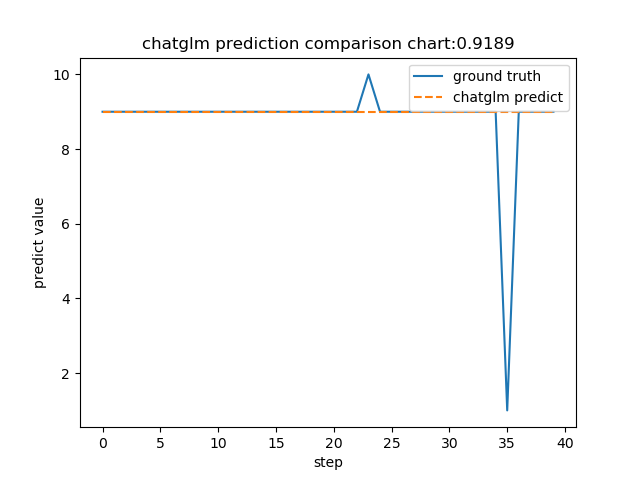 chatglm prediction comparison chart:0.9189
ground truth
chatglm predict
predict value
10
8
6
4
2
0 5 10 15 20 25 30 35 40
step